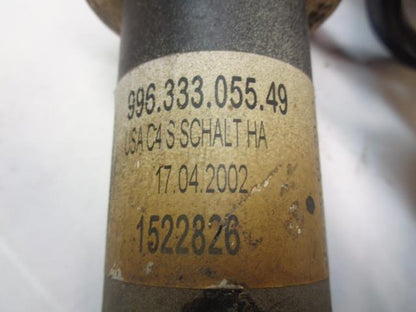 996.333.055.49
USA C4 S SCHALT HA
17.04.2002
1522826